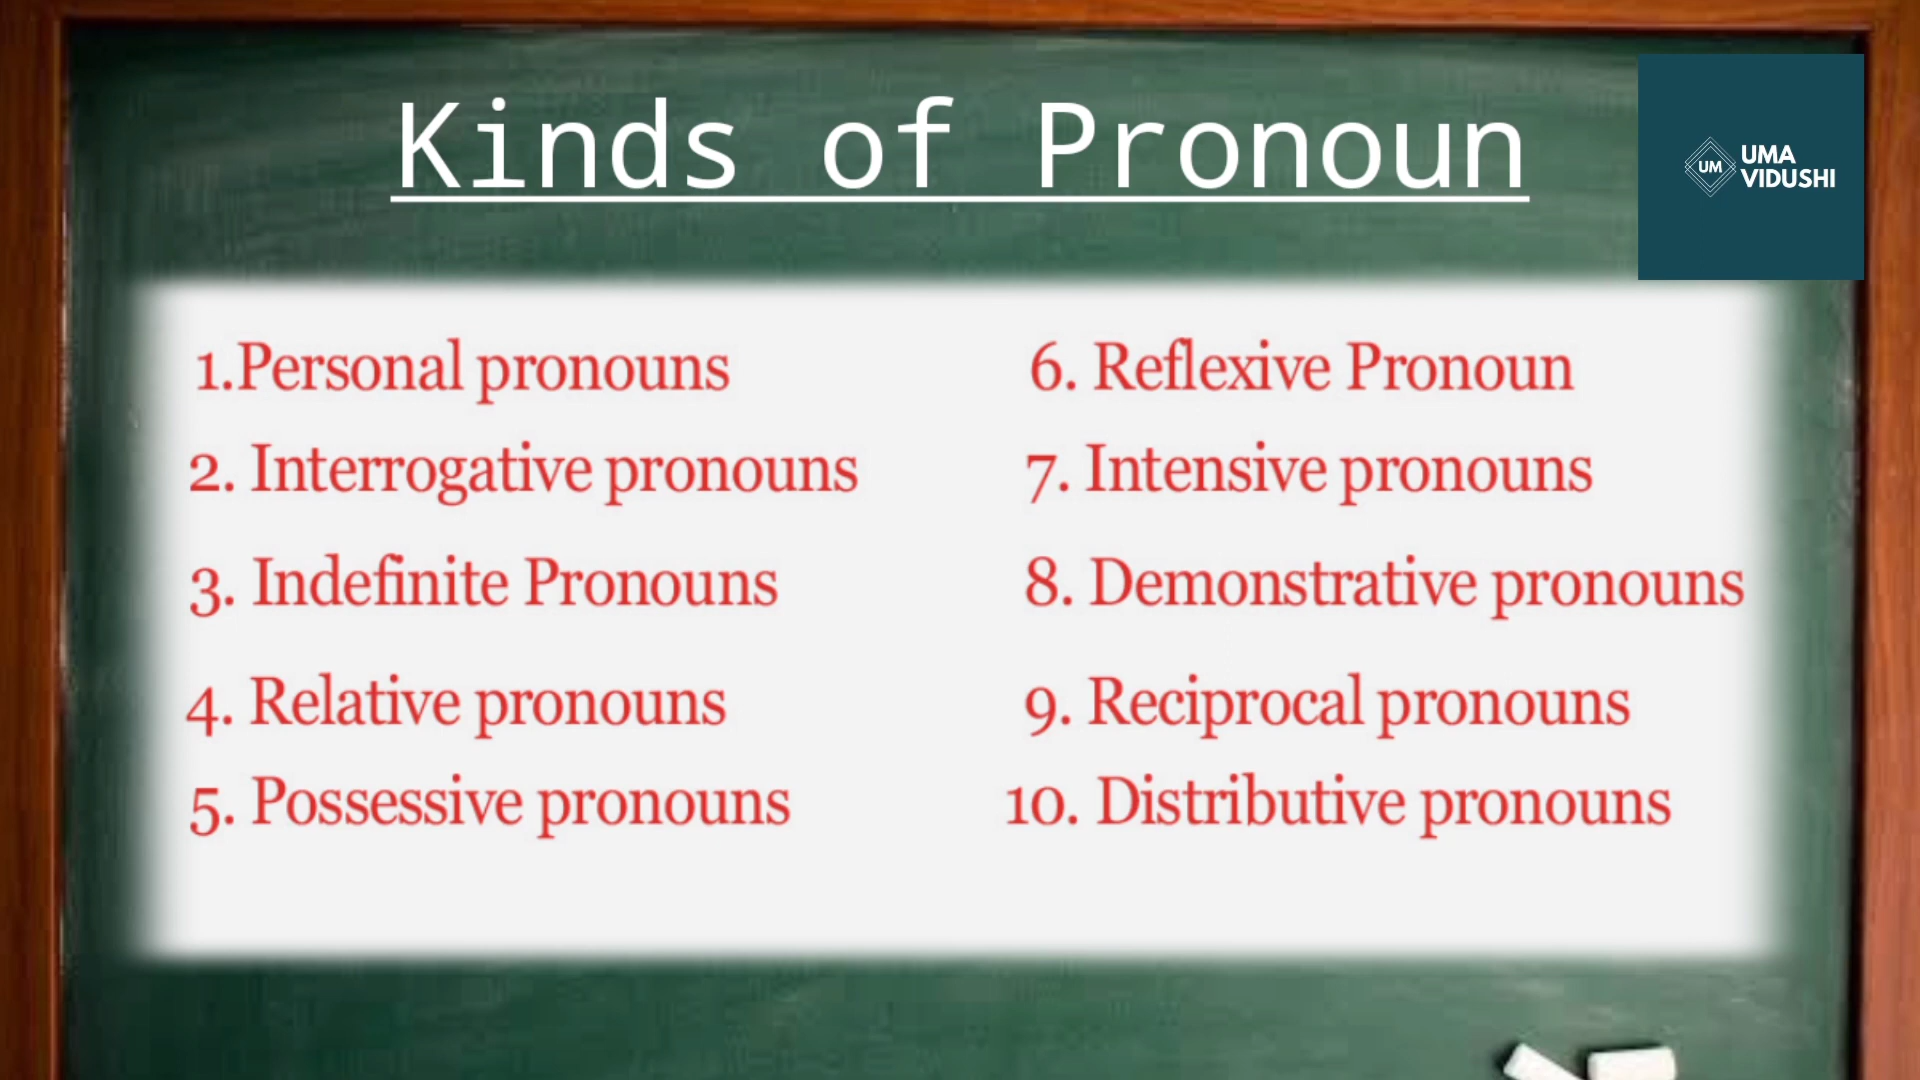 Kinds of Pronoun
UM
UMA
VIDUSHI
1.Personal pronouns
2. Interrogative pronouns
3. Indefinite Pronouns
4. Relative pronouns
5. Possessive pronouns
6. Reflexive Pronoun
7. Intensive pronouns
8. Demonstrative pronouns
9. Reciprocal pronouns
10. Distributive pronouns